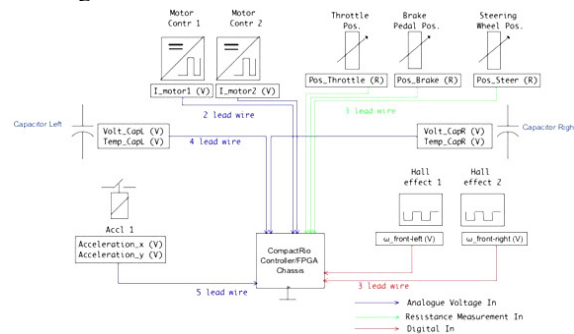 Motor Contr 1
Motor Contr 2
Throttle Pos.
Brake Pedal Pos.
Steering Wheel Pos.
I_motor1 (V)
I_motor2 (V)
Pos_Throttle (R)
Pos_Brake (R)
Pos_Steer (R)
2 lead wire
1 lead wire
Capacitor Left
Volt_CapL (V)
Temp_CapL (V)
4 lead wire
Volt_CapR (V)
Temp_CapR (V)
Capacitor Righ
Hall effect 1
Hall effect 2
Accl 1
Acceleration_x (V)
Acceleration_y (V)
ω_front-left (V)
ω_front-right (V)
CompactRio
Controller/FPGA
Chassis
5 lead wire
3 lead wire
Analogue Voltage In
Resistance Measurement In
Digital In